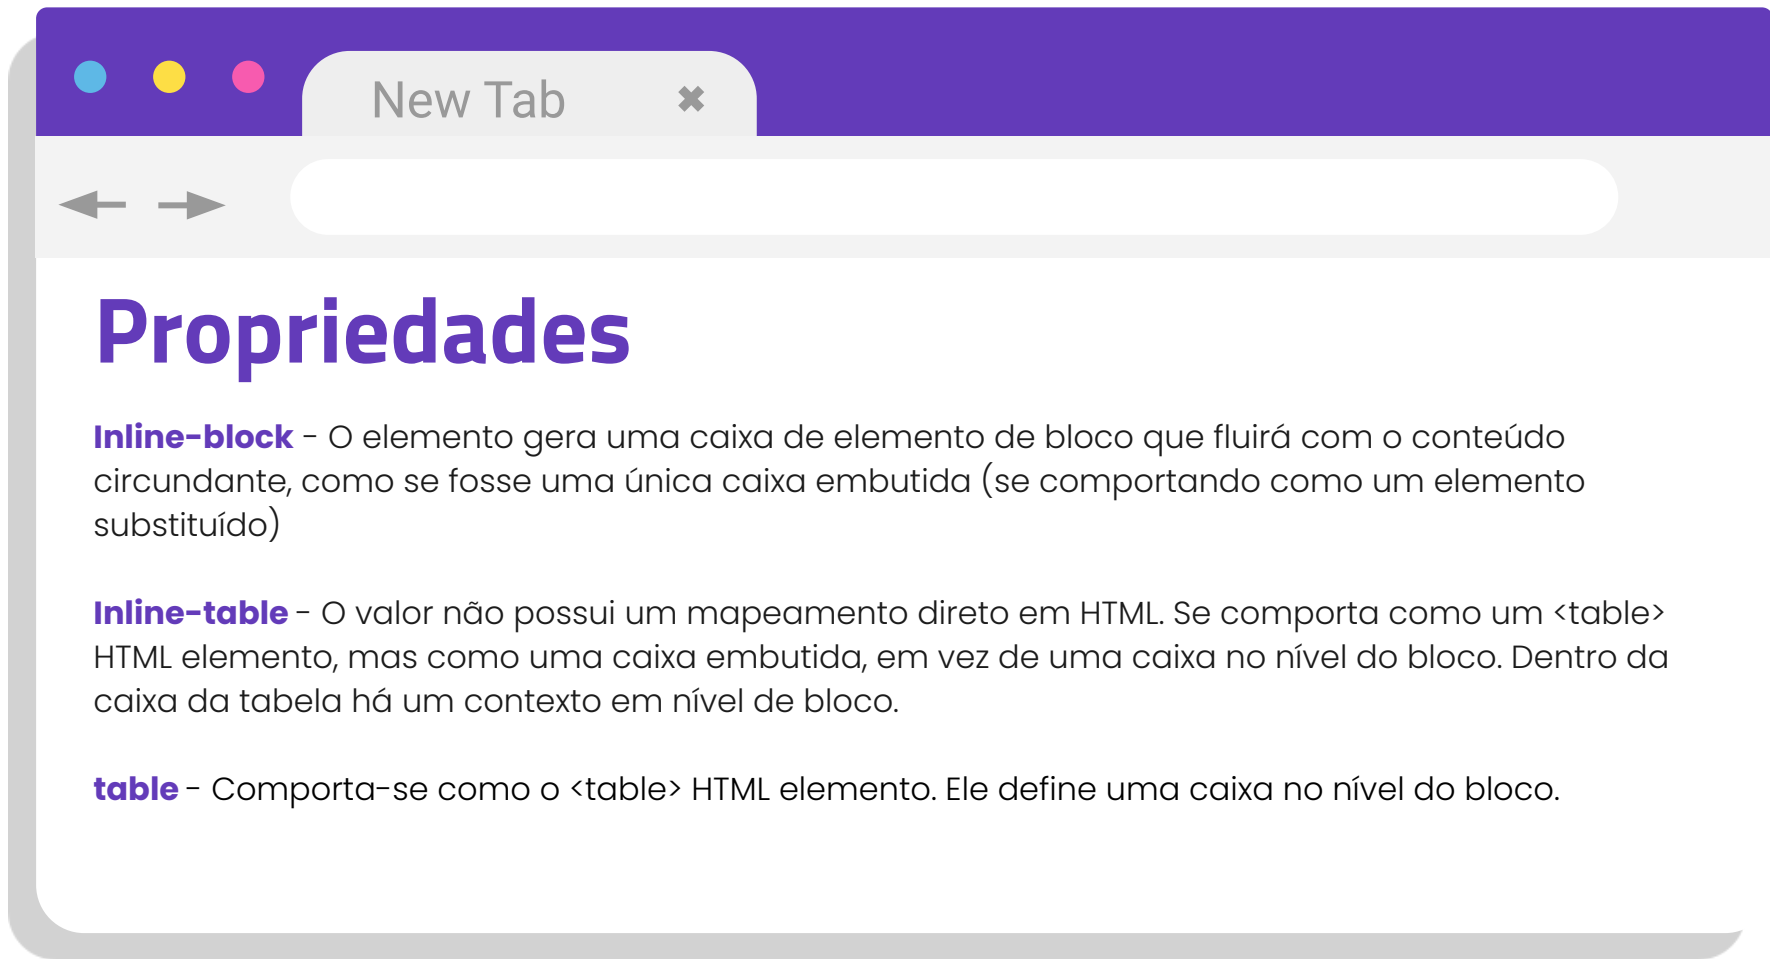 New Tab ✖
Propriedades
Inline-block - O elemento gera uma caixa de elemento de bloco que fluirá com o conteúdo
circundante, como se fosse uma única caixa embutida (se comportando como um elemento
substituído)
Inline-table - O valor não possui um mapeamento direto em HTML. Se comporta como um <table>
HTML elemento, mas como uma caixa embutida, em vez de uma caixa no nível do bloco. Dentro da
caixa da tabela há um contexto em nível de bloco.
table - Comporta-se como o <table> HTML elemento. Ele define uma caixa no nível do bloco.